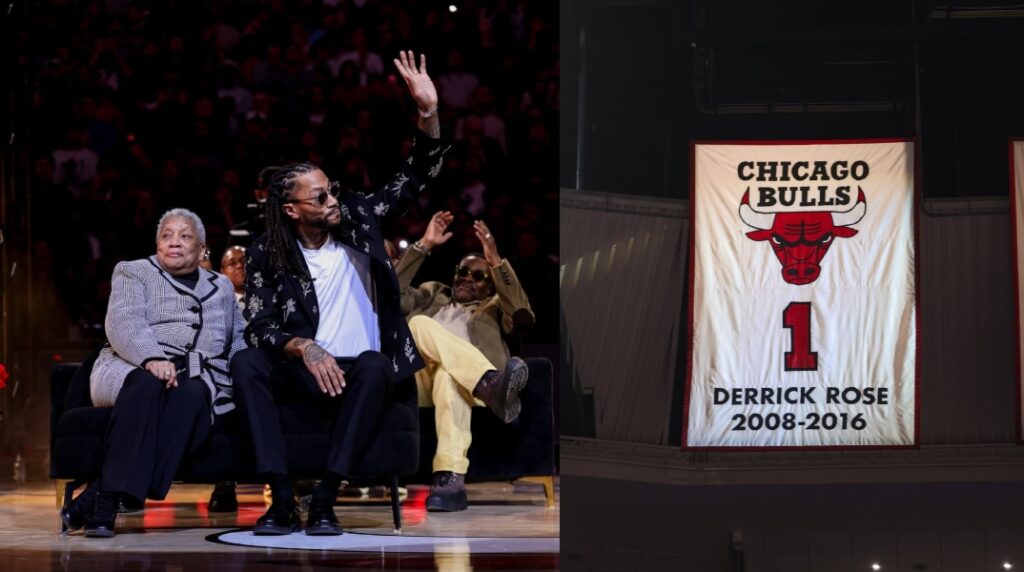 CHICAGO
BULLS
1
DERRICK ROSE
2008-2016